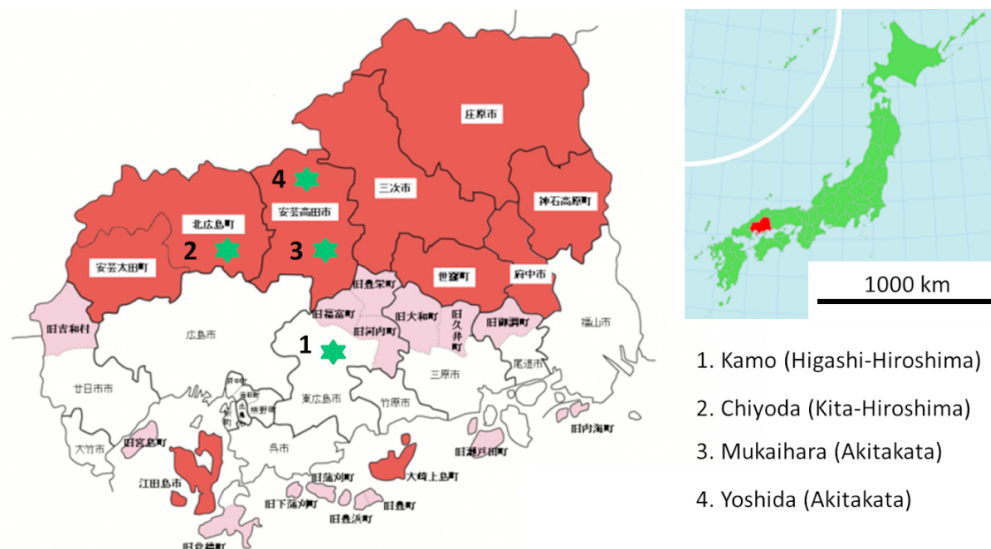 庄原市
4
三次市
神石高原町
安芸高田市
北広島町
2
3
安芸太田町
世羅町
府中市
旧豊栄町
旧吉和村
旧福富町
旧大和町
旧久井町
旧御調町
福山市
広島市
旧河内町
1
三原市
尾道市
廿日市市
東広島市
竹原市
旧内海町
大竹市
旧宮島町
呉市
旧瀬戸田町
江田島市
旧蒲刈町
大崎上島町
旧下蒲刈町
旧豊町
旧豊浜町
旧倉橋町
1000 km
1. Kamo (Higashi-Hiroshima)
2. Chiyoda (Kita-Hiroshima)
3. Mukaihara (Akitakata)
4. Yoshida (Akitakata)